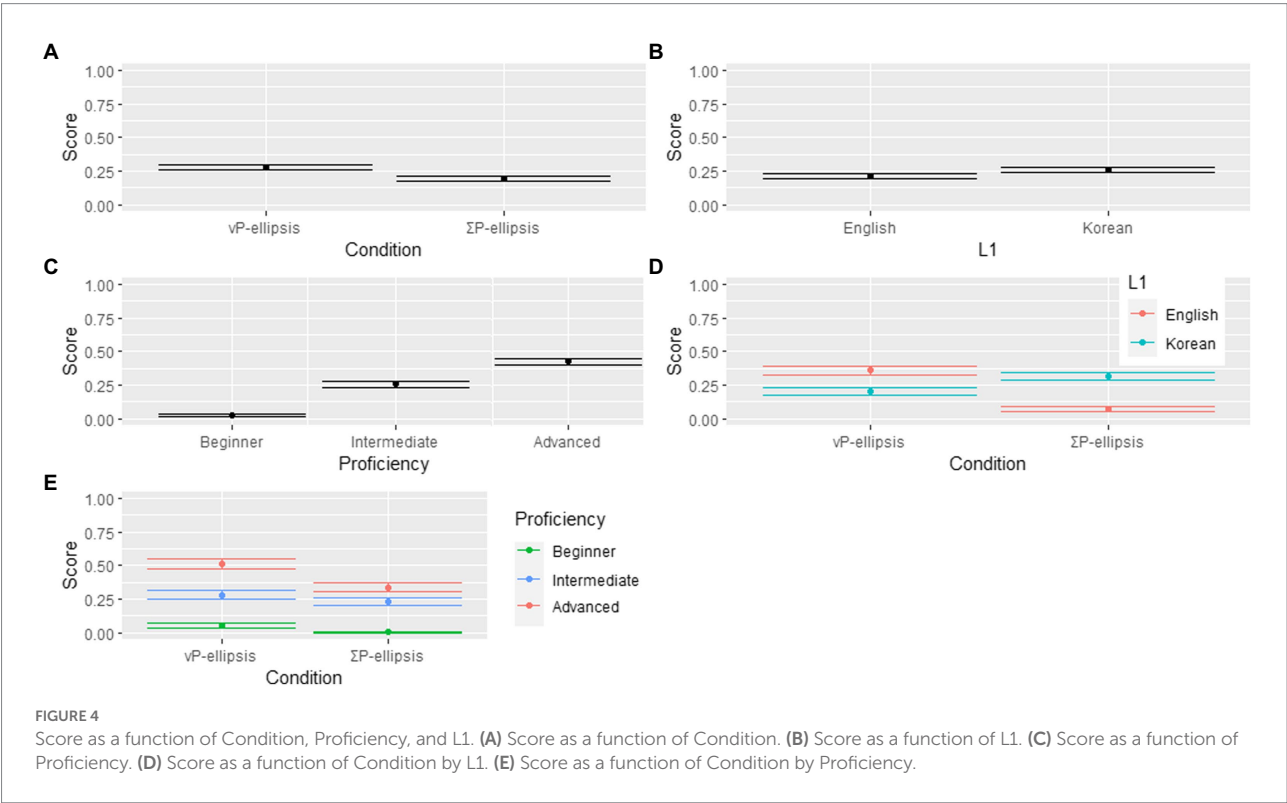 A
1.00
0.75
0.50
0.25
0.00
Score
vP-ellipsis ΣP-ellipsis
Condition
B
1.00
0.75
0.50
0.25
0.00
Score
English Korean
L1
C
1.00
0.75
0.50
0.25
0.00
Score
Beginner Intermediate Advanced
Proficiency
D
1.00
0.75
0.50
0.25
0.00
Score
L1
English
Korean
vP-ellipsis ΣP-ellipsis
Condition
E
1.00
0.75
0.50
0.25
0.00
Score
vP-ellipsis ΣP-ellipsis
Condition
Proficiency
Beginner
Intermediate
Advanced
FIGURE 4
Score as a function of Condition, Proficiency, and L1. (A) Score as a function of Condition. (B) Score as a function of L1. (C) Score as a function of
Proficiency. (D) Score as a function of Condition by L1. (E) Score as a function of Condition by Proficiency.